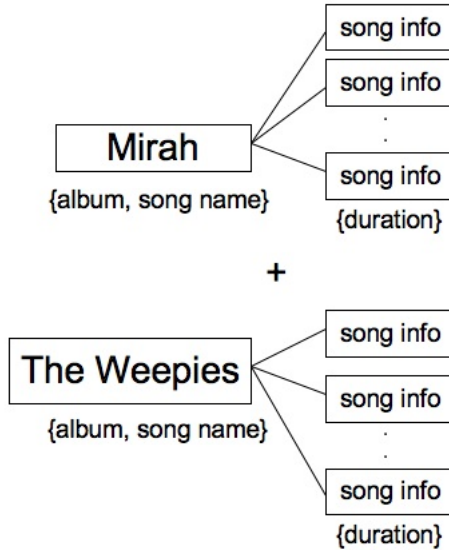 song info
song info
.
.
Mirah
song info
{album, song name}
{duration}
+
song info
The Weepies
song info
{album, song name}
.
.
song info
{duration}